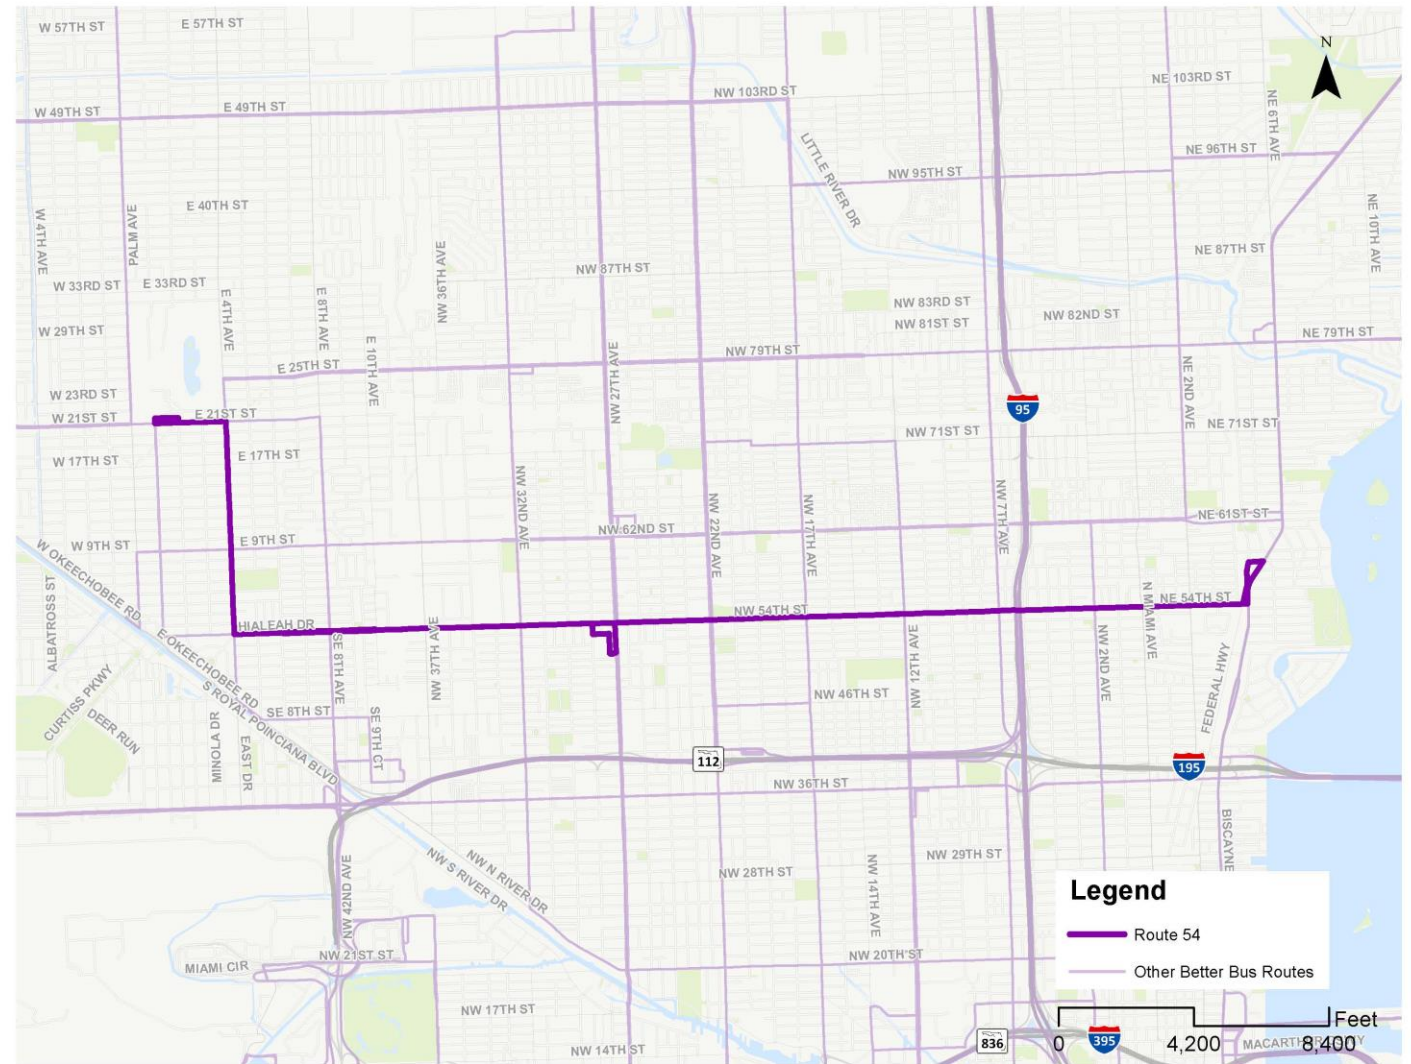 W 57TH ST
E 57TH ST
N
NE 103RD ST
NW 103RD ST
NE 6TH AVE
W 49TH ST
E 49TH ST
LITTLE RIVER DR
NE 96TH ST
NW 95TH ST
W 4TH AVE
PALM AVE
E 40TH ST
NE 10TH AVE
NW 36TH AVE
NE 87TH ST
NW 87TH ST
W 33RD ST
E 33RD ST
E 4TH AVE
E 8TH AVE
NW 83RD ST
NW 82ND ST
NW 81ST ST
W 29TH ST
NE 79TH ST
E 10TH AVE
E 25TH ST
NW 27TH AVE
NW 79TH ST
NE 2ND AVE
W 23RD ST
W 21ST ST
E 21ST ST
95
NW 71ST ST
NE 71ST ST
W 17TH ST
E 17TH ST
NW 32ND AVE
NW 22ND AVE
NW 17TH AVE
NW 7TH AVE
NW 62ND ST
NE 61ST ST
W 9TH ST
E 9TH ST
W OKEECHOBEE RD
ALBATROSS ST
HIALEAH DR
NW 54TH ST
NE 54TH ST
N MIAMI AVE
E OKEECHOBEE RD
SE 8TH AVE
NW 37TH AVE
NW 12TH AVE
NW 2ND AVE
FEDERAL HWY
CURTISS PKWY
S ROYAL POINCIANA BLVD
NW 46TH ST
DEER RUN
MINOLA DR
EAST DR
SE 8TH ST
SE 9TH CT
112
195
NW 36TH ST
BISCAYNE
NW 42ND AVE
NW S RIVER DR
NW N RIVER DR
NW 28TH ST
NW 14TH AVE
NW 29TH ST
Legend
Route 54
Other Better Bus Routes
MIAMI CIR
NW 21ST ST
NW 20TH ST
NW 17TH ST
NW 14TH ST
836
395
Feet
0
4,200
8,400